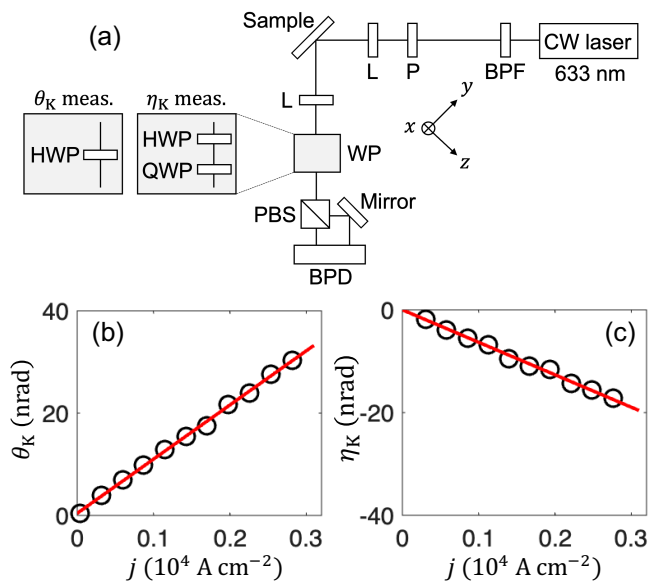 (a)
Sample
L
P
BPF
CW laser
633 nm
θK meas.
ηK meas.
HWP
HWP
QWP
L
WP
x
y
z
PBS
Mirror
BPD
(b)
40
20
0
θK (nrad)
0
0.1
0.2
0.3
j (10⁴ A cm⁻²)
(c)
0
-20
-40
ηK (nrad)
0
0.1
0.2
0.3
j (10⁴ A cm⁻²)